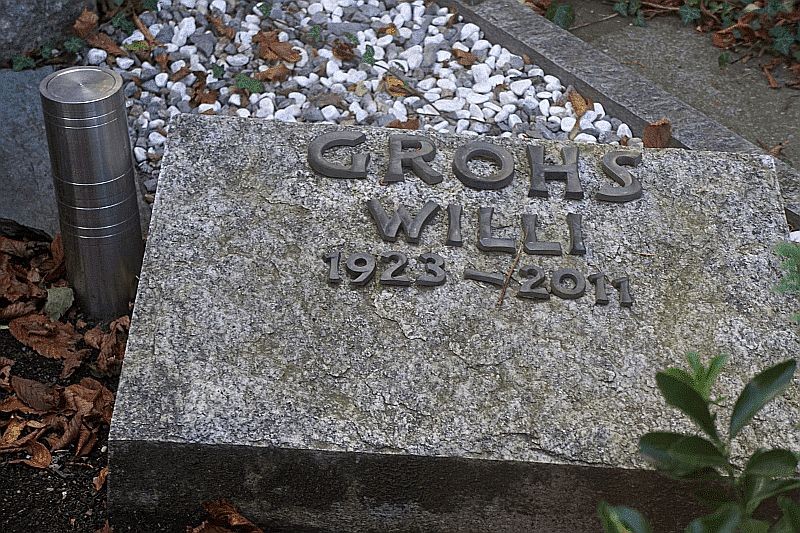 GROHS
WILLI
1923 – 2011